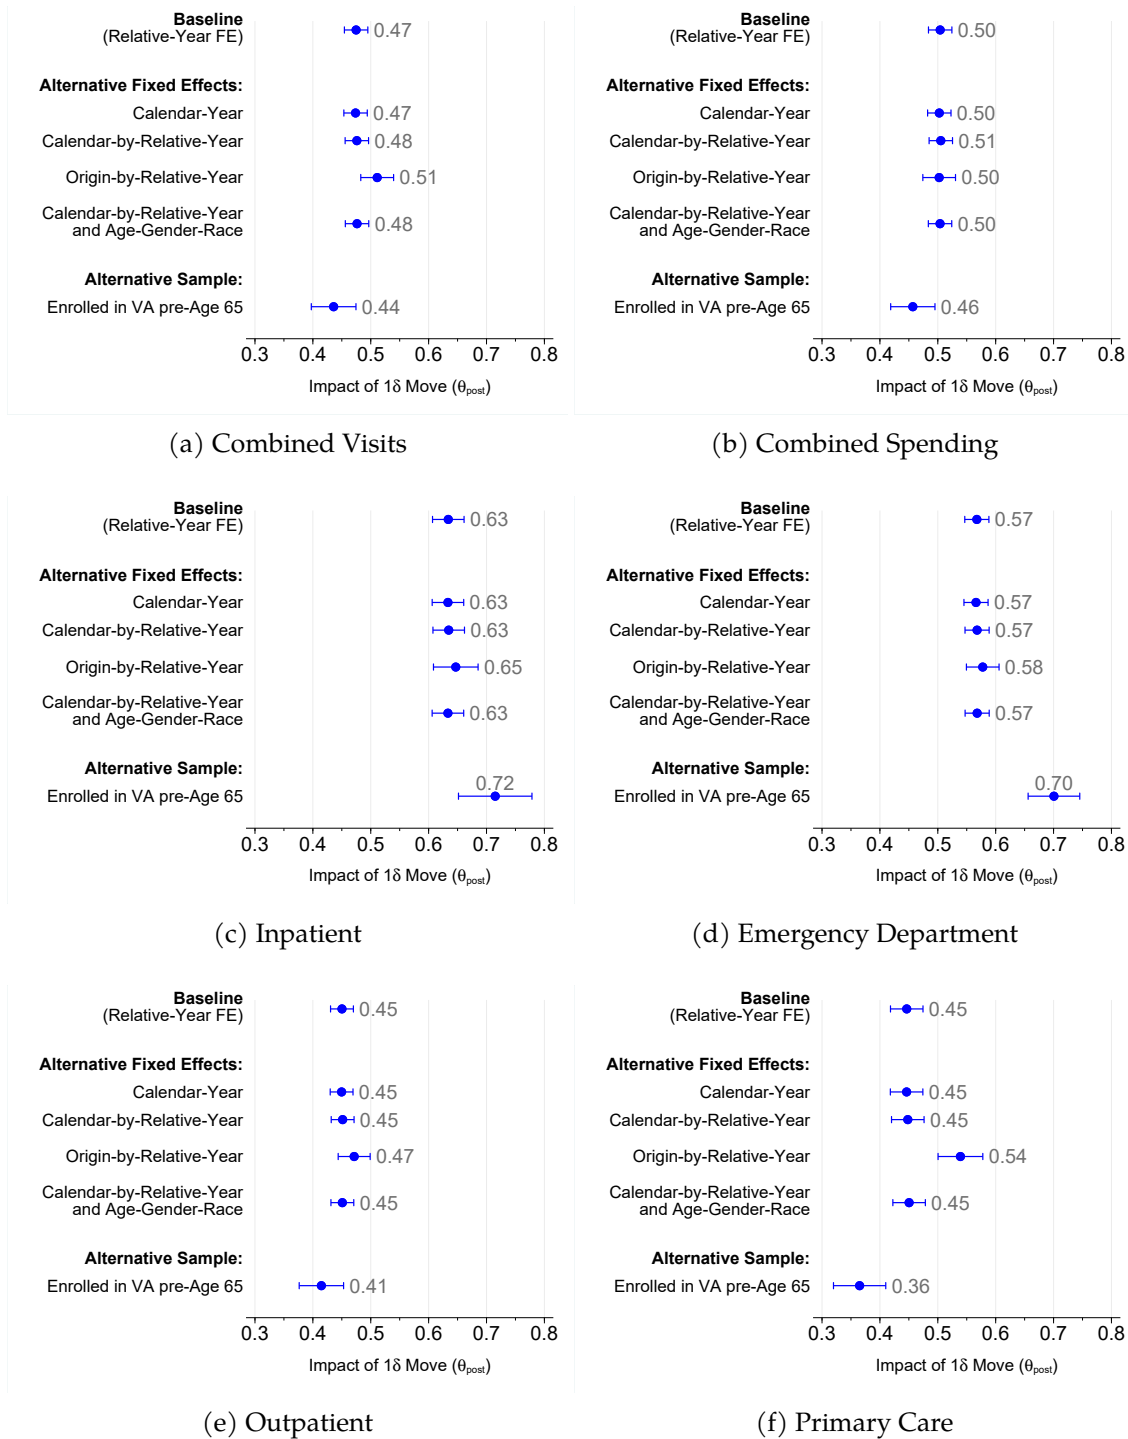 Baseline
(Relative-Year FE)
0.47
Alternative Fixed Effects:
Calendar-Year
0.47
Calendar-by-Relative-Year
0.48
Origin-by-Relative-Year
0.51
Calendar-by-Relative-Year
and Age-Gender-Race
0.48
Alternative Sample:
Enrolled in VA pre-Age 65
0.44
0.3 0.4 0.5 0.6 0.7 0.8
Impact of 1δ Move (θpost)
(a) Combined Visits
Baseline
(Relative-Year FE)
0.50
Alternative Fixed Effects:
Calendar-Year
0.50
Calendar-by-Relative-Year
0.51
Origin-by-Relative-Year
0.50
Calendar-by-Relative-Year
and Age-Gender-Race
0.50
Alternative Sample:
Enrolled in VA pre-Age 65
0.46
0.3 0.4 0.5 0.6 0.7 0.8
Impact of 1δ Move (θpost)
(b) Combined Spending
Baseline
(Relative-Year FE)
0.63
Alternative Fixed Effects:
Calendar-Year
0.63
Calendar-by-Relative-Year
0.63
Origin-by-Relative-Year
0.65
Calendar-by-Relative-Year
and Age-Gender-Race
0.63
Alternative Sample:
Enrolled in VA pre-Age 65
0.72
0.3 0.4 0.5 0.6 0.7 0.8
Impact of 1δ Move (θpost)
(c) Inpatient
Baseline
(Relative-Year FE)
0.57
Alternative Fixed Effects:
Calendar-Year
0.57
Calendar-by-Relative-Year
0.57
Origin-by-Relative-Year
0.58
Calendar-by-Relative-Year
and Age-Gender-Race
0.57
Alternative Sample:
Enrolled in VA pre-Age 65
0.70
0.3 0.4 0.5 0.6 0.7 0.8
Impact of 1δ Move (θpost)
(d) Emergency Department
Baseline
(Relative-Year FE)
0.45
Alternative Fixed Effects:
Calendar-Year
0.45
Calendar-by-Relative-Year
0.45
Origin-by-Relative-Year
0.47
Calendar-by-Relative-Year
and Age-Gender-Race
0.45
Alternative Sample:
Enrolled in VA pre-Age 65
0.41
0.3 0.4 0.5 0.6 0.7 0.8
Impact of 1δ Move (θpost)
(e) Outpatient
Baseline
(Relative-Year FE)
0.45
Alternative Fixed Effects:
Calendar-Year
0.45
Calendar-by-Relative-Year
0.45
Origin-by-Relative-Year
0.54
Calendar-by-Relative-Year
and Age-Gender-Race
0.45
Alternative Sample:
Enrolled in VA pre-Age 65
0.36
0.3 0.4 0.5 0.6 0.7 0.8
Impact of 1δ Move (θpost)
(f) Primary Care